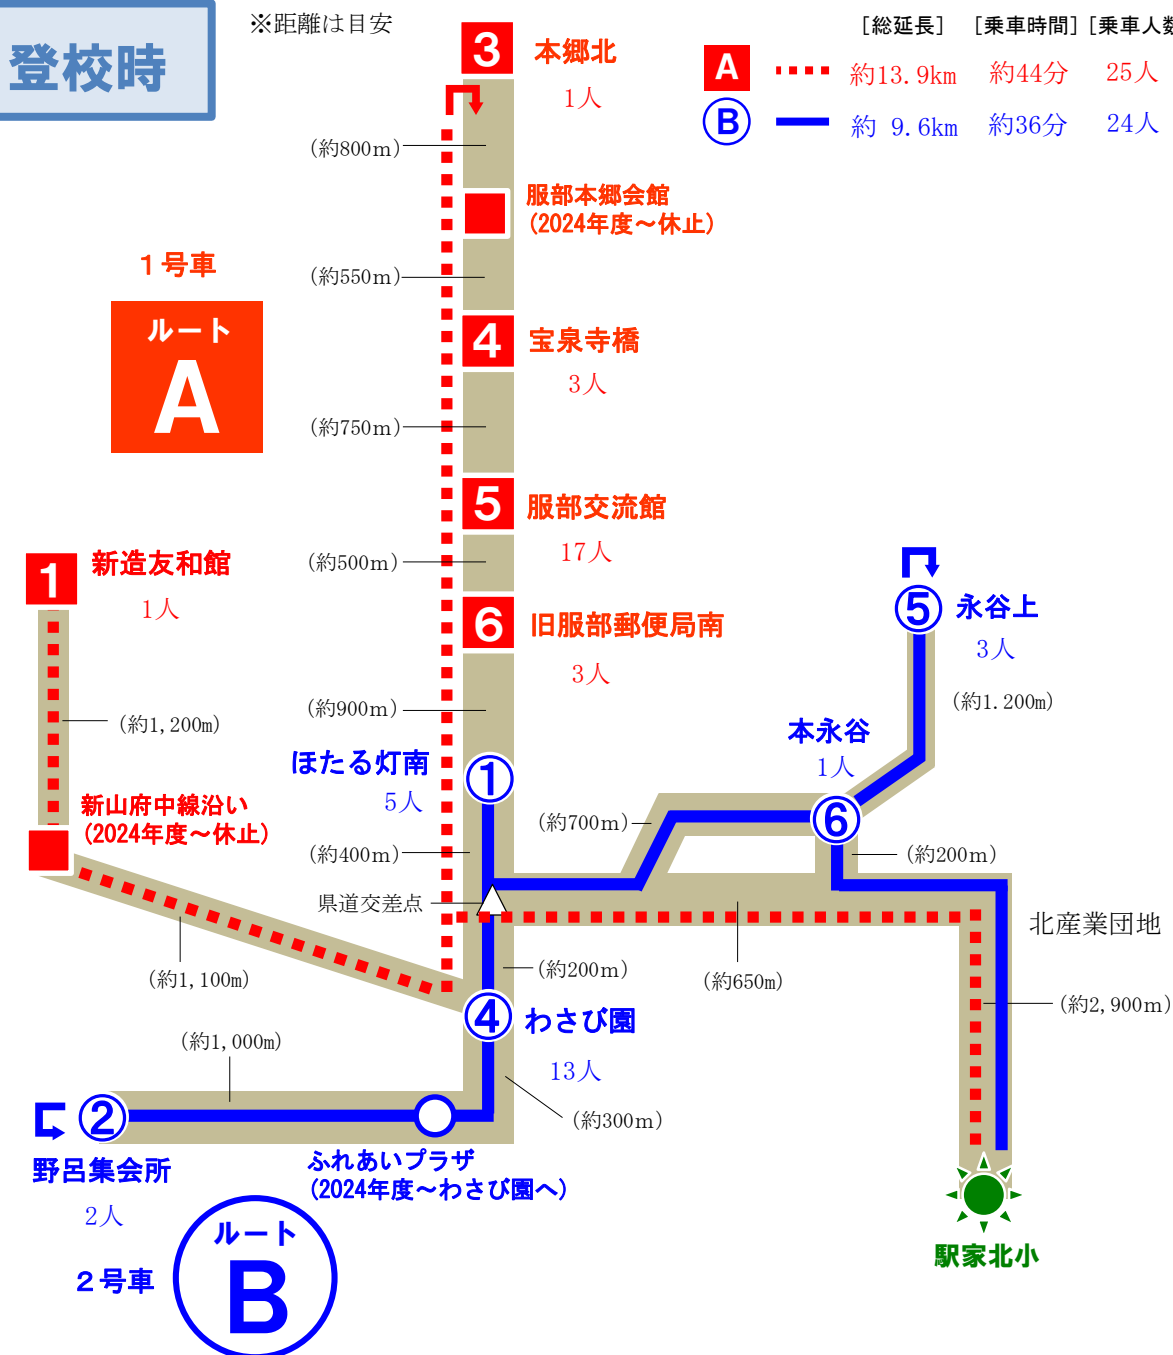 登校時
※距離は目安
[総延長] [乗車時間] [乗車人数
A 約13.9km 約44分 25人
B 約 9.6km 約36分 24人
3 本郷北
1人
(約800m)
服部本郷会館
(2024年度～休止)
(約550m)
1号車
ルート
A
4 宝泉寺橋
3人
(約750m)
5 服部交流館
17人
(約500m)
1 新造友和館
1人
6 旧服部郵便局南
3人
5 永谷上
3人
(約1.200m)
(約900m)
(約1,200m)
本永谷
1人
6
ほたる灯南
5人
1
新山府中線沿い
(2024年度～休止)
(約700m)
(約400m)
(約200m)
県道交差点
北産業団地
(約1,100m)
(約200m)
(約650m)
(約2,900m)
4 わさび園
13人
(約1,000m)
(約300m)
2
野呂集会所
2人
ふれあいプラザ
(2024年度～わさび園へ)
2号車
ルート
B
駅家北小